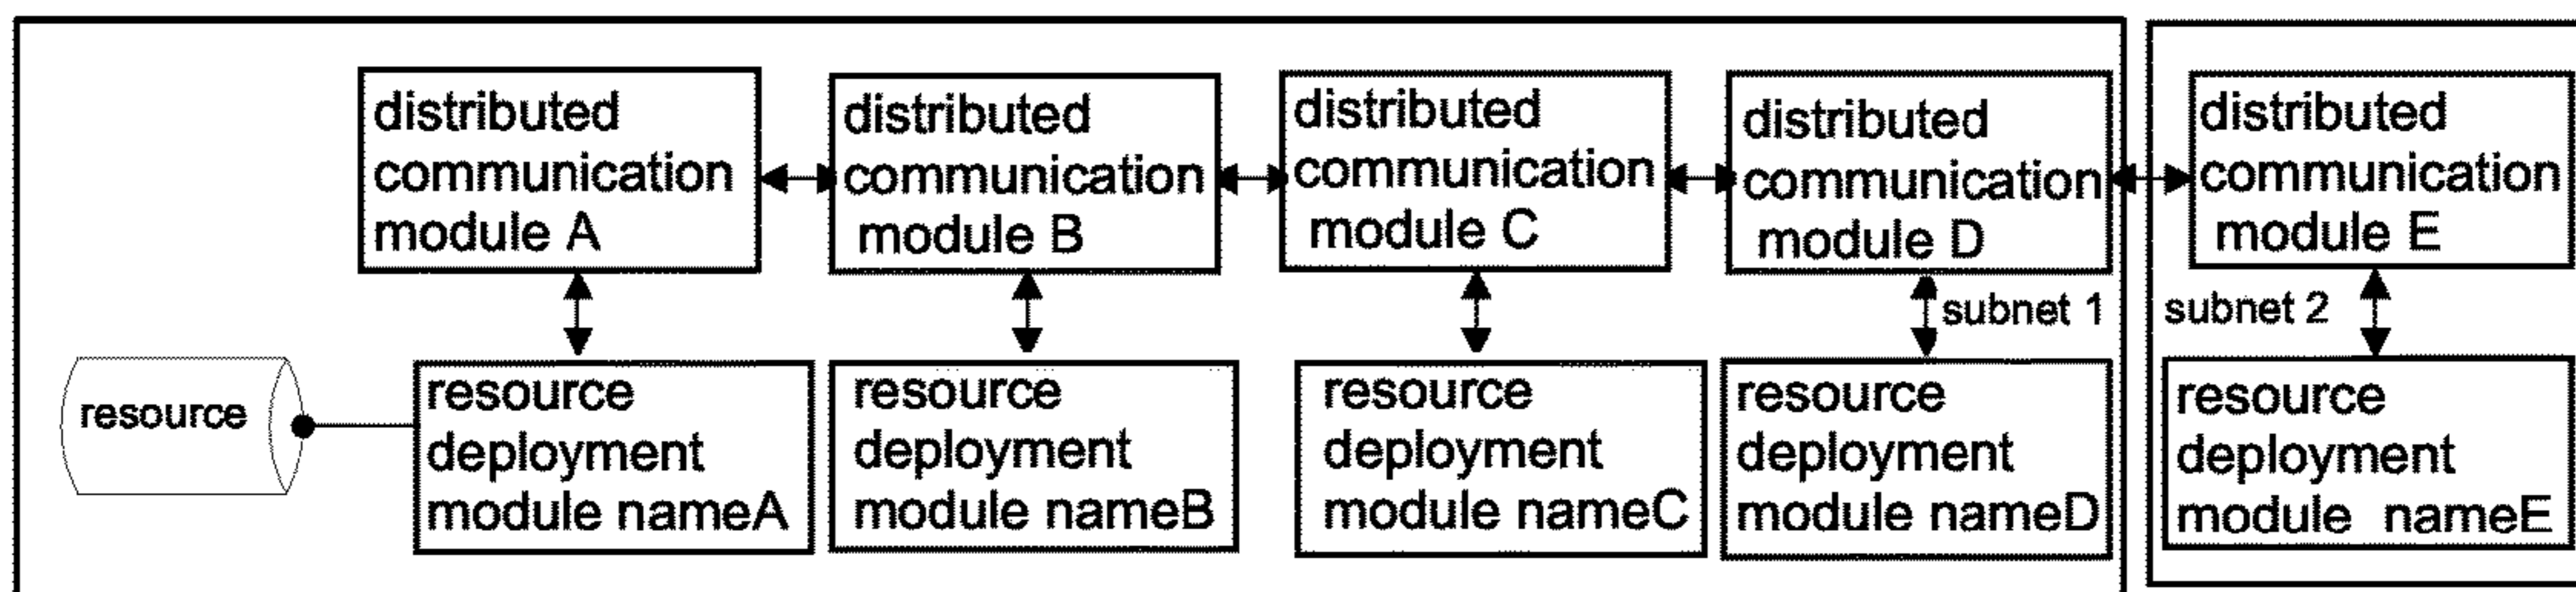 distributed
communication
module A
distributed
communication
module B
distributed
communication
module C
distributed
communication
module D
distributed
communication
module E
subnet 1
subnet 2
resource
resource
deployment
module nameA
resource
deployment
module nameB
resource
deployment
module nameC
resource
deployment
module nameD
resource
deployment
module nameE